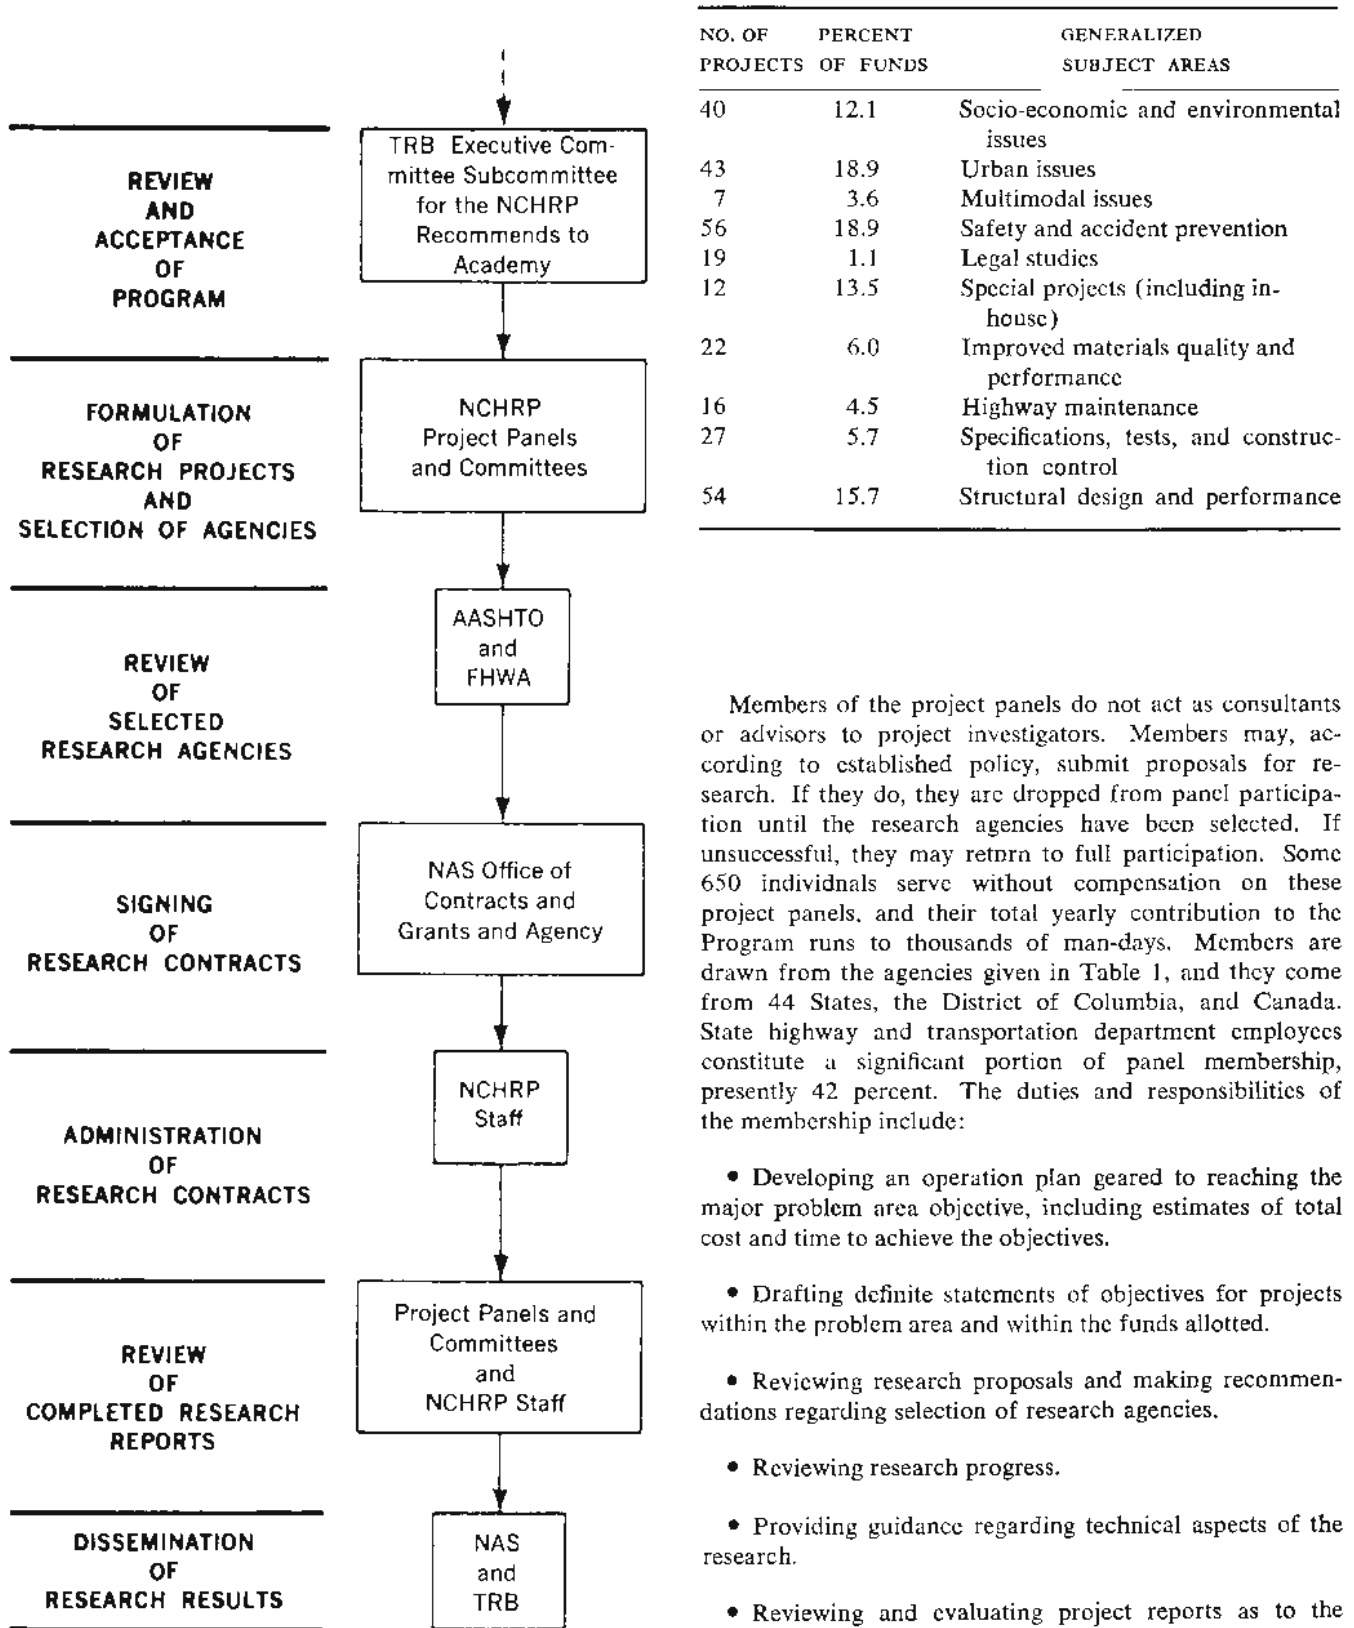 REVIEW
AND
ACCEPTANCE
OF
PROGRAM
TRB Executive Com-
mittee Subcommittee
for the NCHRP
Recommends to
Academy
FORMULATION
OF
RESEARCH PROJECTS
AND
SELECTION OF AGENCIES
NCHRP
Project Panels
and Committees
REVIEW
OF
SELECTED
RESEARCH AGENCIES
AASHTO
and
FHWA
SIGNING
OF
RESEARCH CONTRACTS
NAS Office of
Contracts and
Grants and Agency
ADMINISTRATION
OF
RESEARCH CONTRACTS
NCHRP
Staff
REVIEW
OF
COMPLETED RESEARCH
REPORTS
Project Panels and
Committees
and
NCHRP Staff
DISSEMINATION
OF
RESEARCH RESULTS
NAS
and
TRB
NO. OF PERCENT GENERALIZED
PROJECTS OF FUNDS SUBJECT AREAS
40 12.1 Socio-economic and environmental
issues
43 18.9 Urban issues
7 3.6 Multimodal issues
56 18.9 Safety and accident prevention
19 1.1 Legal studies
12 13.5 Special projects (including in-
house)
22 6.0 Improved materials quality and
performance
16 4.5 Highway maintenance
27 5.7 Specifications, tests, and construc-
tion control
54 15.7 Structural design and performance
Members of the project panels do not act as consultants
or advisors to project investigators. Members may, ac-
cording to established policy, submit proposals for re-
search. If they do, they are dropped from panel participa-
tion until the research agencies have been selected. If
unsuccessful, they may return to full participation. Some
650 individuals serve without compensation on these
project panels, and their total yearly contribution to the
Program runs to thousands of man-days. Members are
drawn from the agencies given in Table 1, and they come
from 44 States, the District of Columbia, and Canada.
State highway and transportation department employees
constitute a significant portion of panel membership,
presently 42 percent. The duties and responsibilities of
the membership include:
• Developing an operation plan geared to reaching the
major problem area objective, including estimates of total
cost and time to achieve the objectives.
• Drafting definite statements of objectives for projects
within the problem area and within the funds allotted.
• Reviewing research proposals and making recommen-
dations regarding selection of research agencies.
• Reviewing research progress.
• Providing guidance regarding technical aspects of the
research.
• Reviewing and evaluating project reports as to the